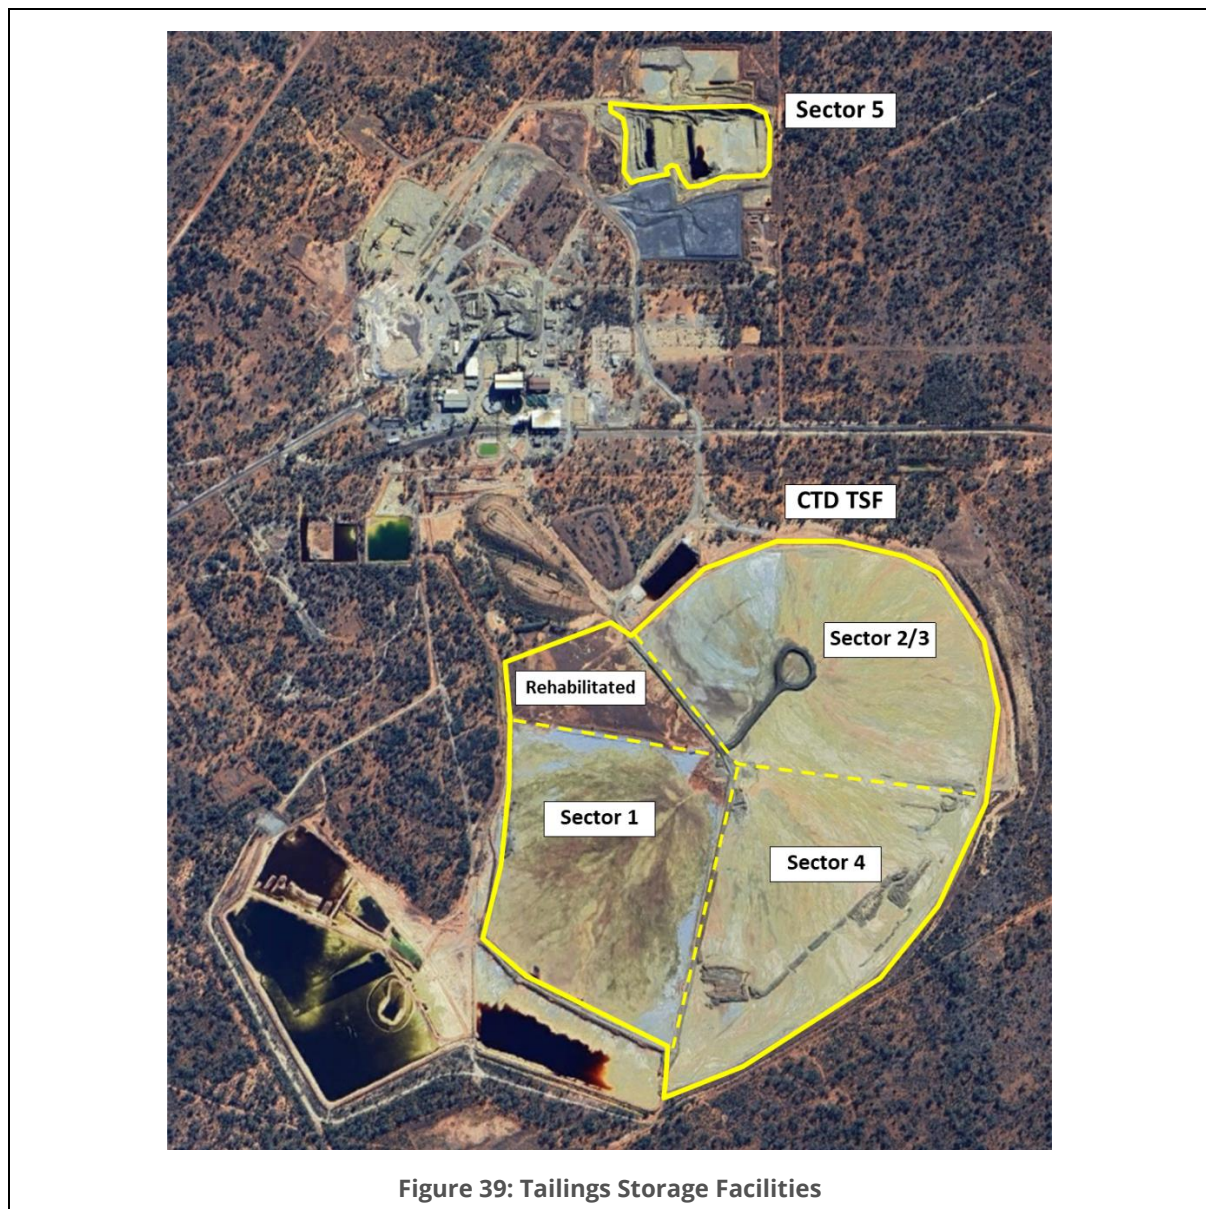 Sector 5
CTD TSF
Sector 2/3
Rehabilitated
Sector 1
Sector 4
Figure 39: Tailings Storage Facilities